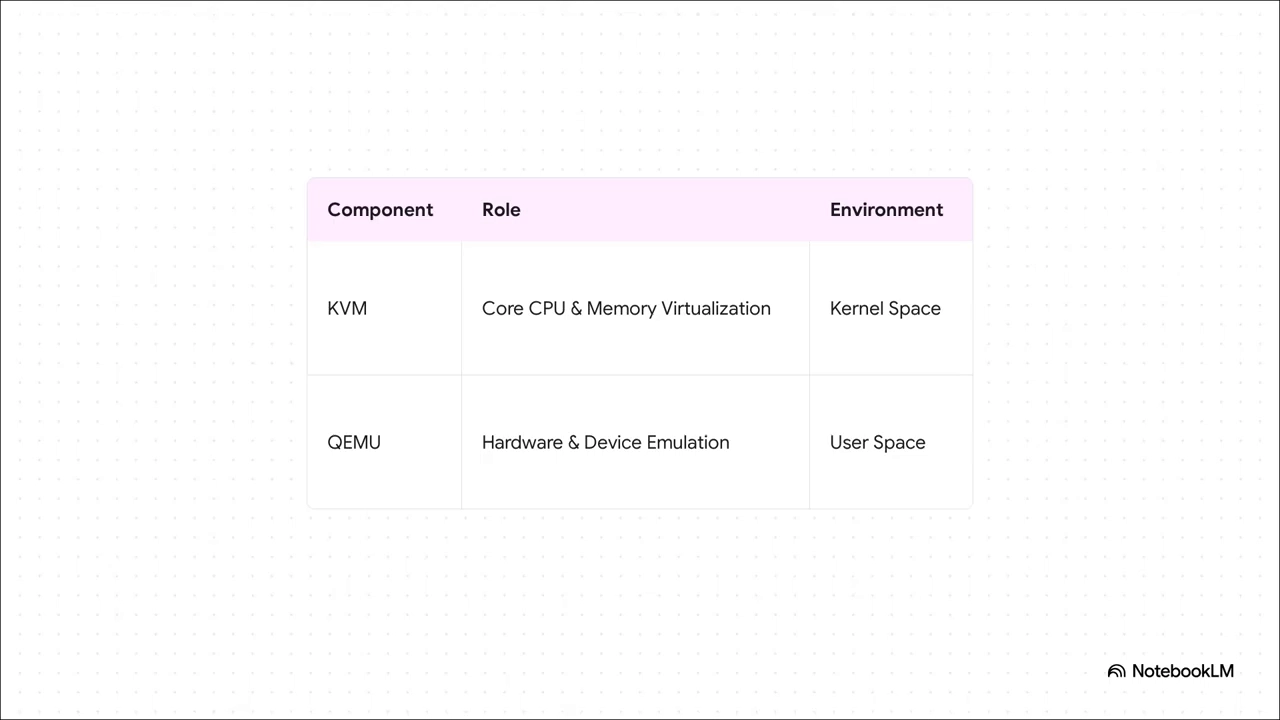 Component Role Environment
KVM Core CPU & Memory Virtualization Kernel Space
QEMU Hardware & Device Emulation User Space
NotebookLM